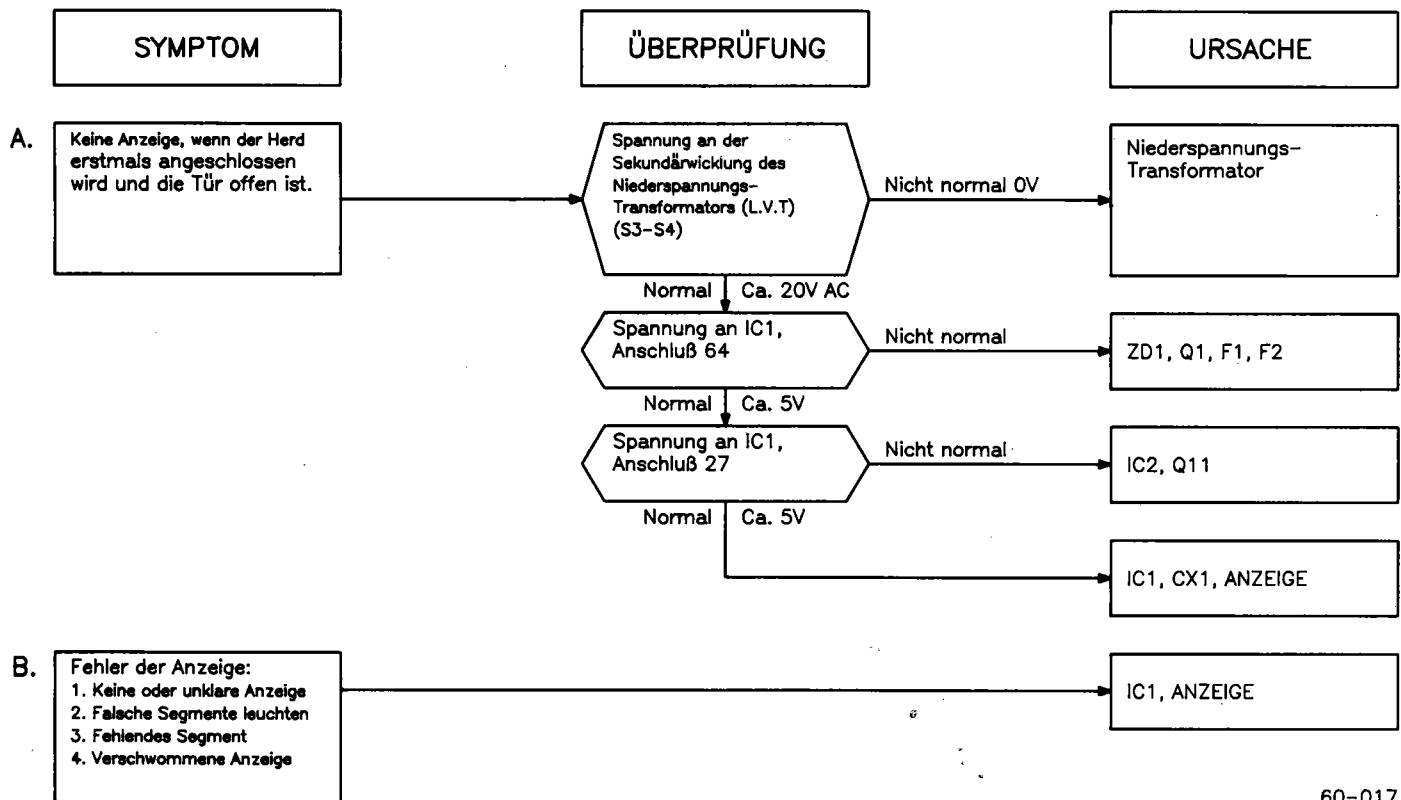 SYMPTOM
ÜBERPRÜFUNG
URSACHE
A.
Keine Anzeige, wenn der Herd
erstmals angeschlossen
wird und die Tür offen ist.
Spannung an der
Sekundärwicklung des
Niederspannungs-
Transformators (L.V.T)
(S3-S4)
Nicht normal 0V
Niederspannungs-
Transformator
Normal Ca. 20V AC
Spannung an IC1,
Anschluß 64
Nicht normal
ZD1, Q1, F1, F2
Normal Ca. 5V
Spannung an IC1,
Anschluß 27
Nicht normal
IC2, Q11
Normal Ca. 5V
IC1, CX1, ANZEIGE
B.
Fehler der Anzeige:
1. Keine oder unklare Anzeige
2. Falsche Segmente leuchten
3. Fehlendes Segment
4. Verschwommene Anzeige
IC1, ANZEIGE
60-017